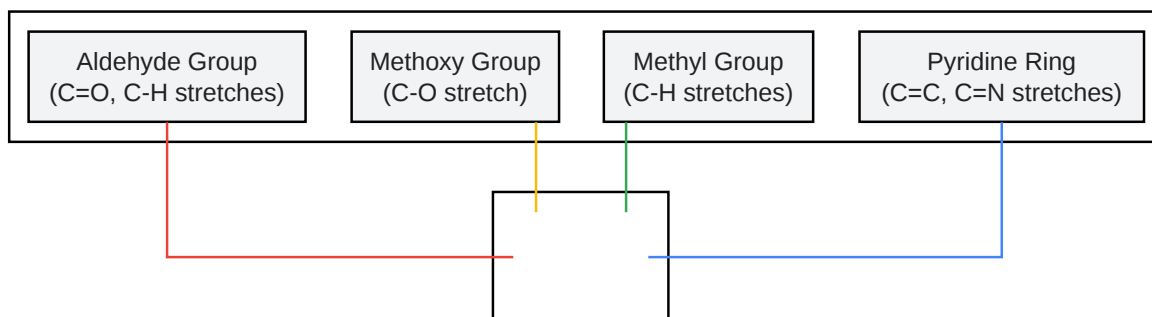 Aldehyde Group
(C=O, C-H stretches)
Methoxy Group
(C-O stretch)
Methyl Group
(C-H stretches)
Pyridine Ring
(C=C, C=N stretches)